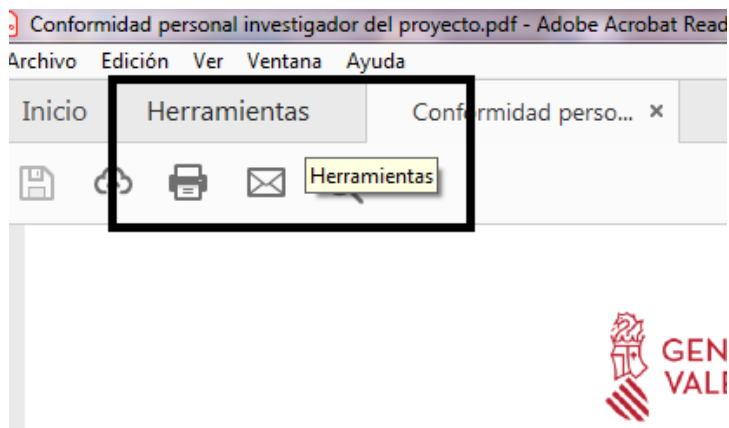 Conformidad personal investigador del proyecto.pdf - Adobe Acrobat Read
Archivo Edición Ver Ventana Ayuda
Inicio Herramientas Conformidad perso... ×
Herramientas
GEN
VALE